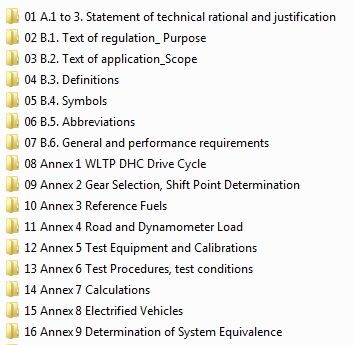 01 A.1 to 3. Statement of technical rational and justification
02 B.1. Text of regulation_ Purpose
03 B.2. Text of application_Scope
04 B.3. Definitions
05 B.4. Symbols
06 B.5. Abbreviations
07 B.6. General and performance requirements
08 Annex 1 WLTP DHC Drive Cycle
09 Annex 2 Gear Selection, Shift Point Determination
10 Annex 3 Reference Fuels
11 Annex 4 Road and Dynamometer Load
12 Annex 5 Test Equipment and Calibrations
13 Annex 6 Test Procedures, test conditions
14 Annex 7 Calculations
15 Annex 8 Electrified Vehicles
16 Annex 9 Determination of System Equivalence